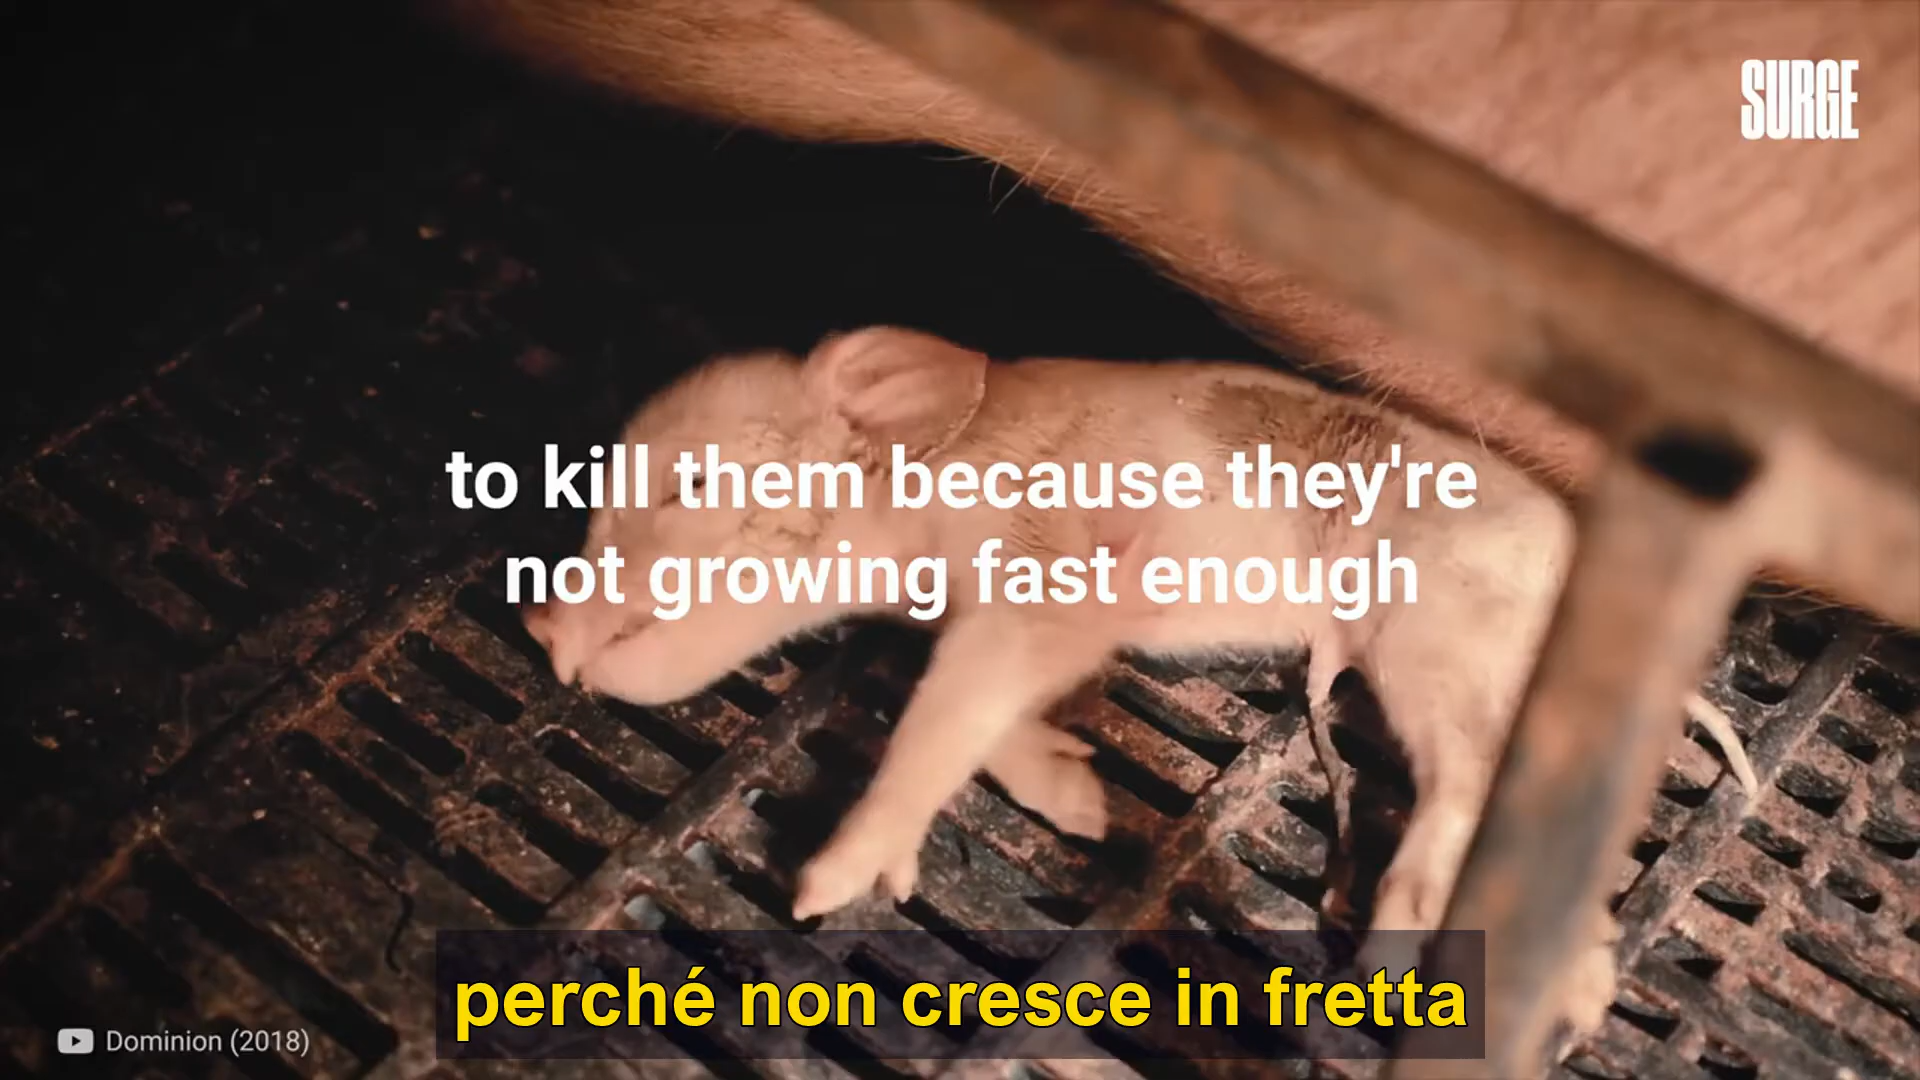 SURGE
to kill them because they're
not growing fast enough
perché non cresce in fretta
Dominion (2018)